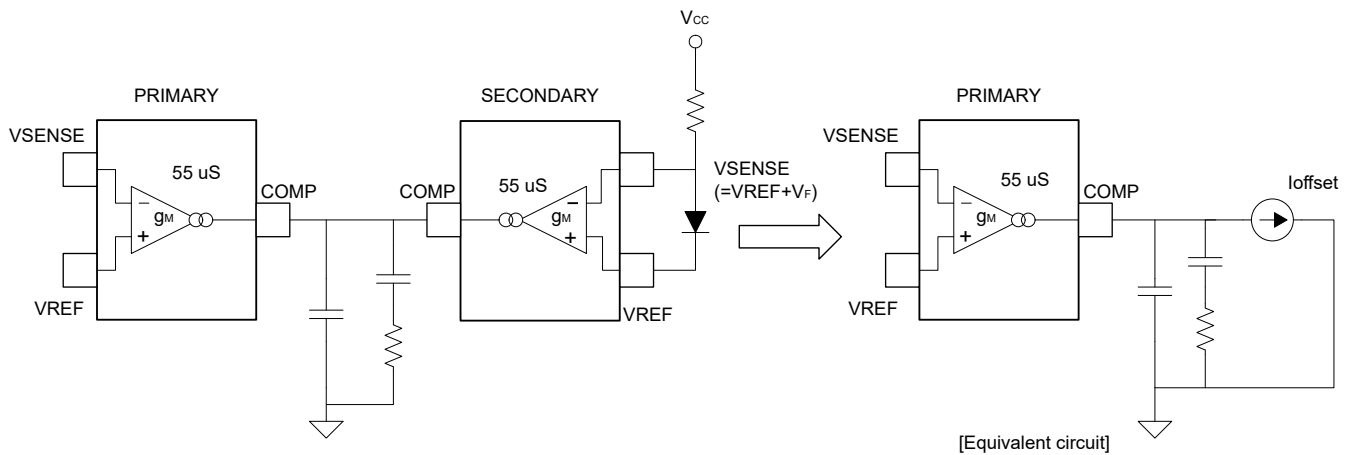 VCC
PRIMARY
SECONDARY
PRIMARY
VSENSE
55 uS
COMP
COMP
55 uS
VSENSE
(=VREF+VF)
VSENSE
55 uS
COMP
Ioffset
gM
gM
gM
−
+
−
+
−
+
VREF
VREF
VREF
[Equivalent circuit]